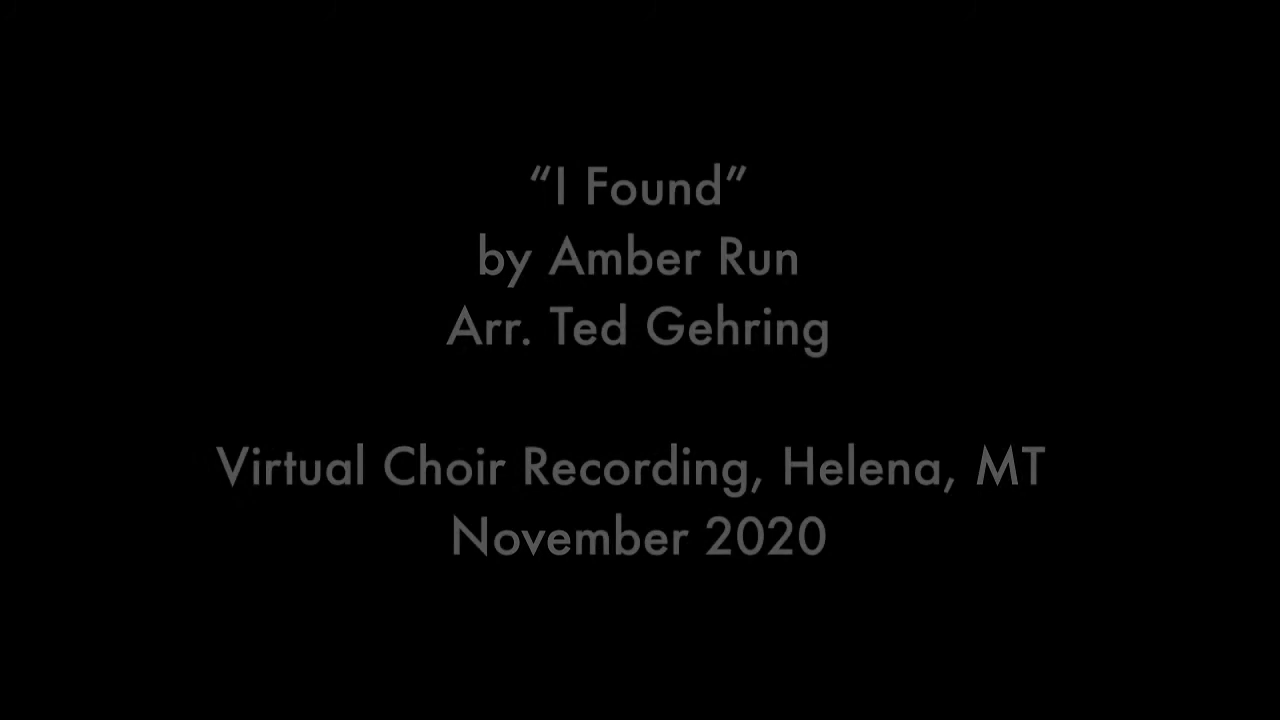 “I Found”
by Amber Run
Arr. Ted Gehring
Virtual Choir Recording, Helena, MT
November 2020